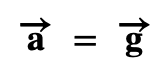 a⃗ = g⃗